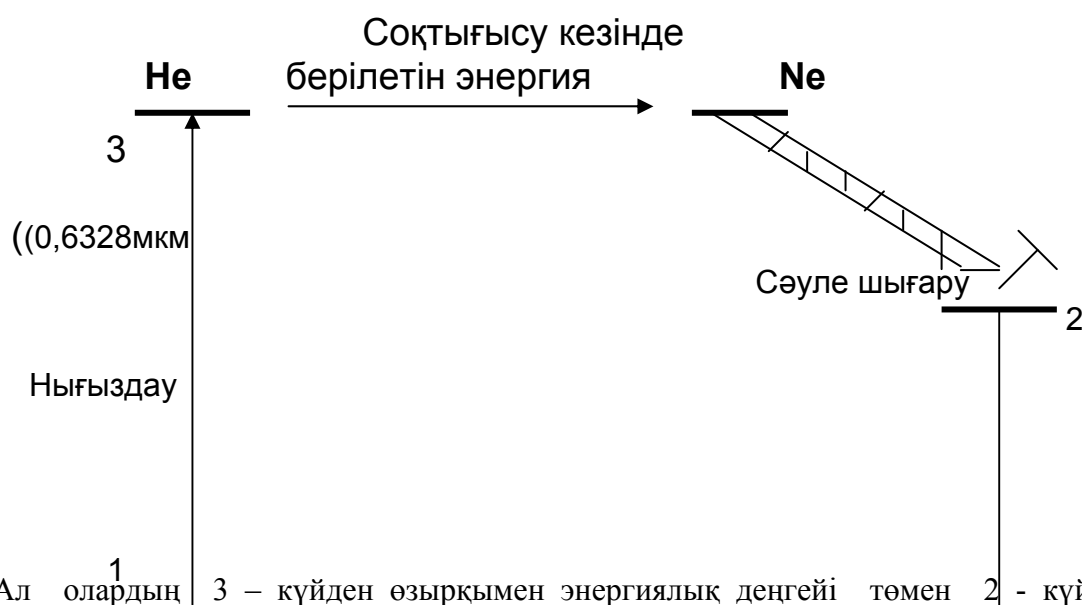 Соқтығысу кезінде
Не берілетін энергия Ne
3
((0,6328мкм
Сәуле шығару
2
Нығыздау
1
Ал олардың 3 – күйден өзырқымен энергиялық деңгейі төмен 2 - күй